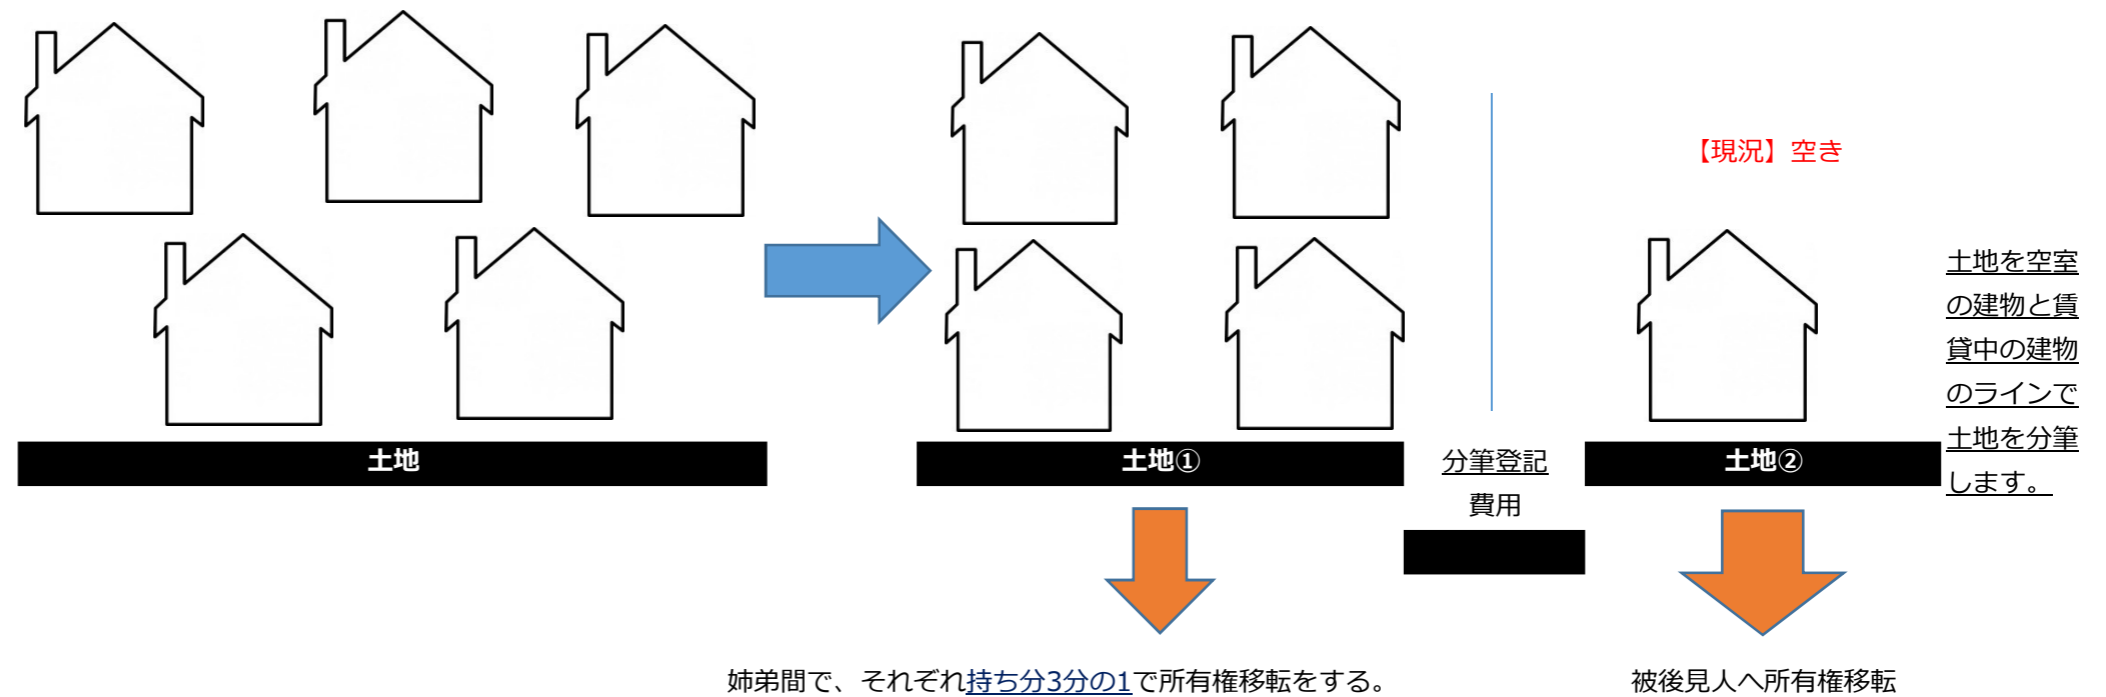 【現況】空き
土地を空室
の建物と賃
貸中の建物
のラインで
土地を分筆
します。
土地
土地①
分筆登記
費用
土地②
姉弟間で、それぞれ持ち分3分の1で所有権移転をする。
被後見人へ所有権移転